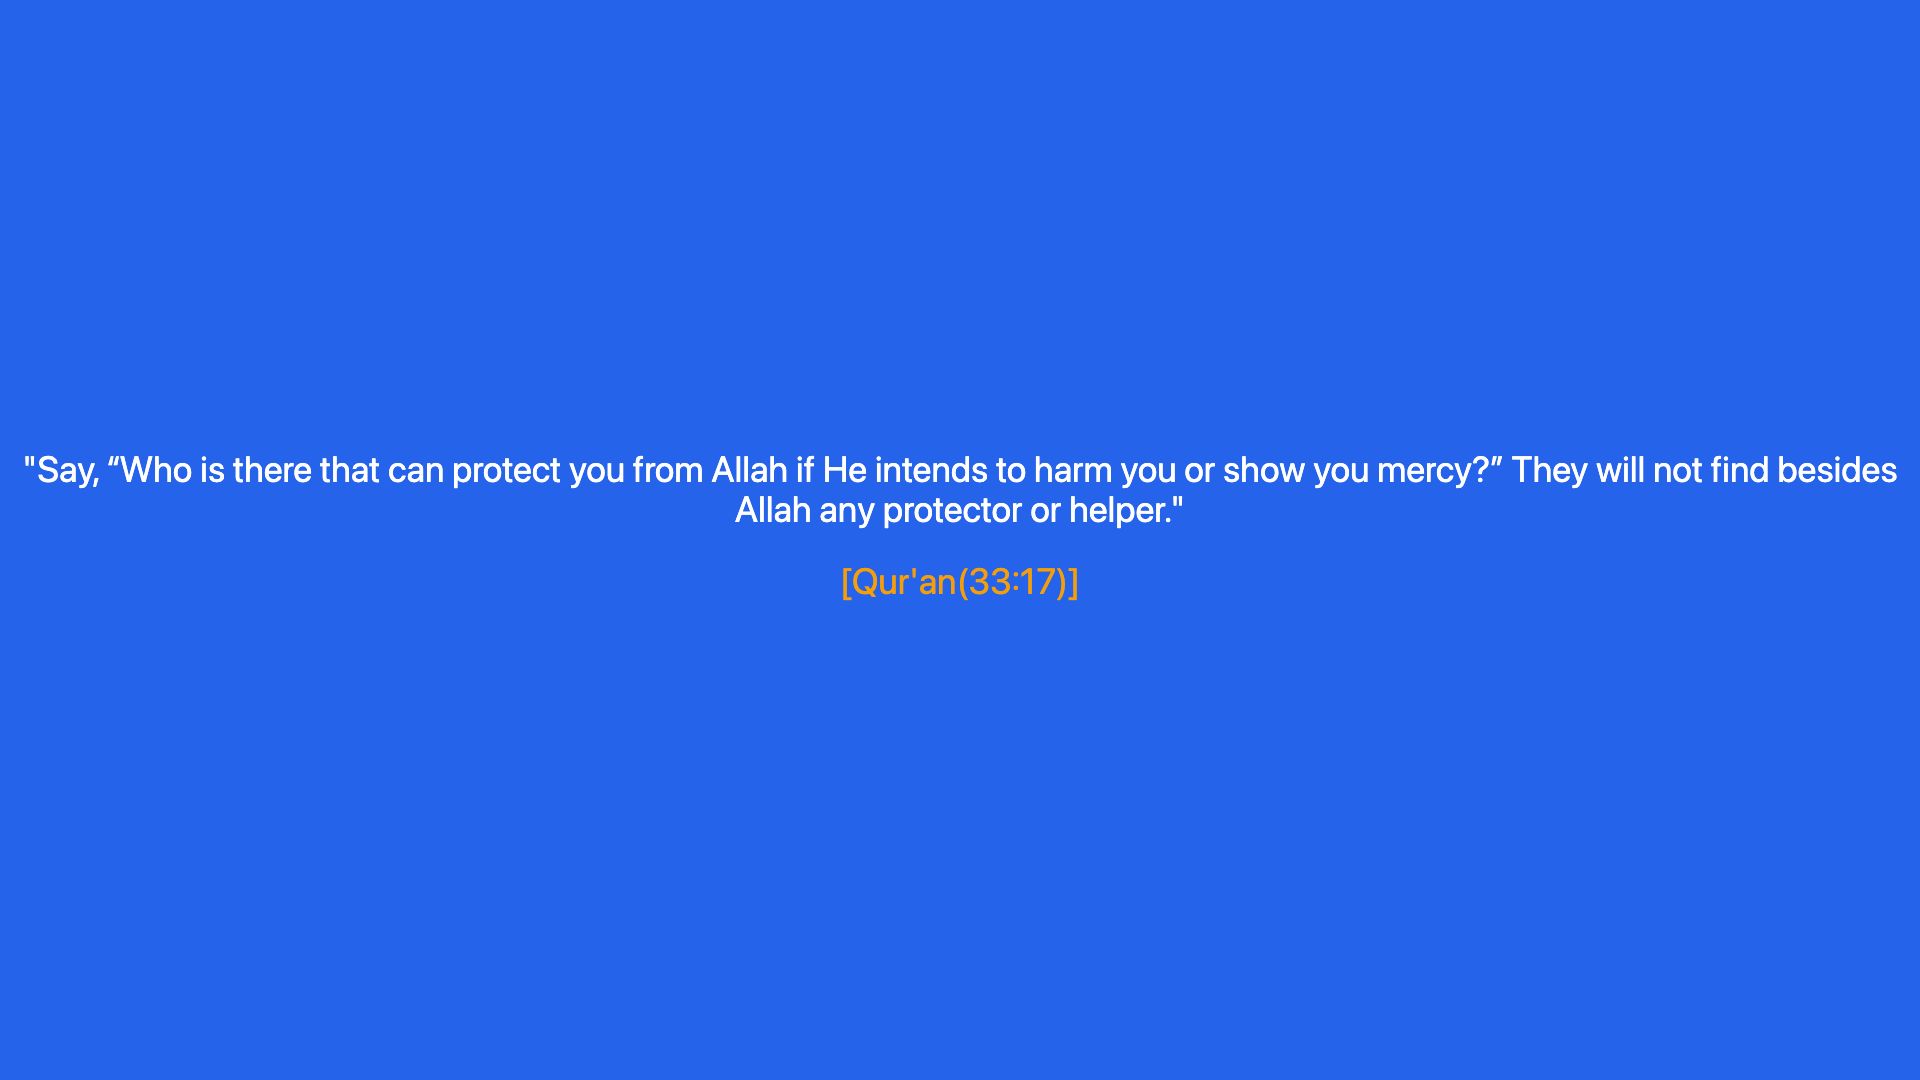 "Say, “Who is there that can protect you from Allah if He intends to harm you or show you mercy?” They will not find besides
Allah any protector or helper."
[Qur'an(33:17)]